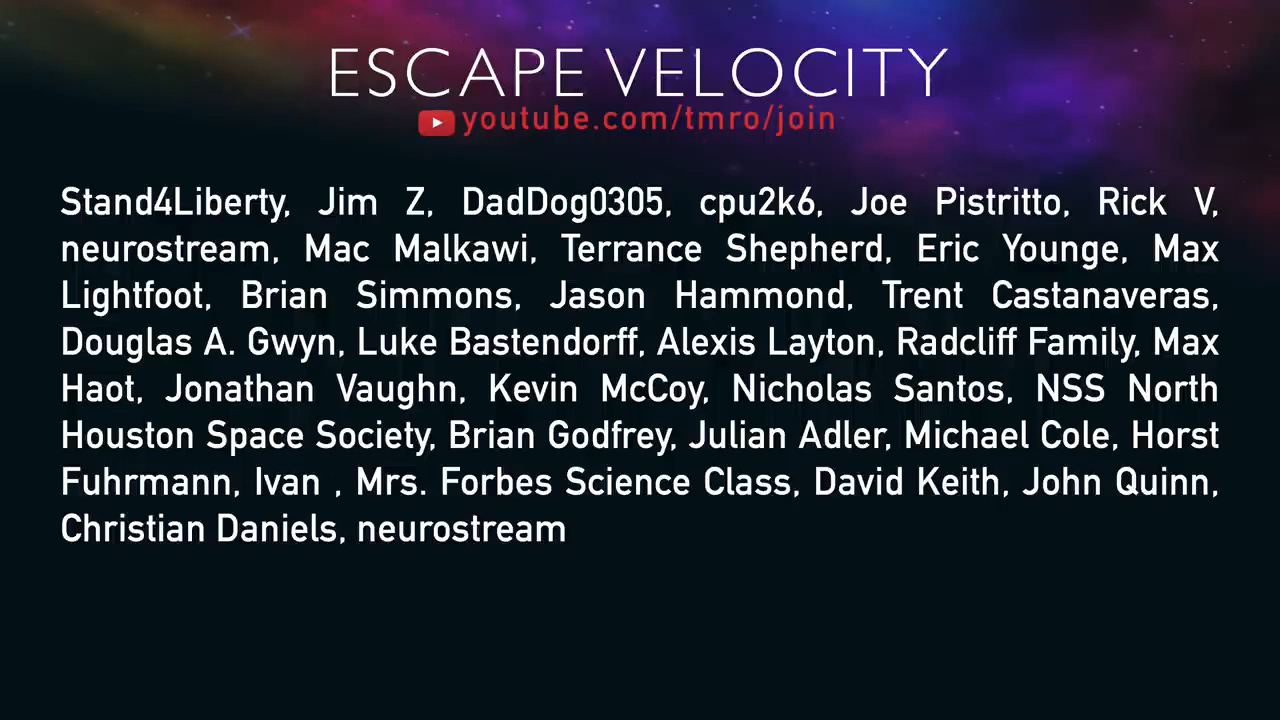 ESCAPE VELOCITY
youtube.com/tmro/join
Stand4Liberty, Jim Z, DadDog0305, cpu2k6, Joe Pistritto, Rick V,
neurostream, Mac Malkawi, Terrance Shepherd, Eric Younge, Max
Lightfoot, Brian Simmons, Jason Hammond, Trent Castanaveras,
Douglas A. Gwyn, Luke Bastendorff, Alexis Layton, Radcliff Family, Max
Haot, Jonathan Vaughn, Kevin McCoy, Nicholas Santos, NSS North
Houston Space Society, Brian Godfrey, Julian Adler, Michael Cole, Horst
Fuhrmann, Ivan , Mrs. Forbes Science Class, David Keith, John Quinn,
Christian Daniels, neurostream